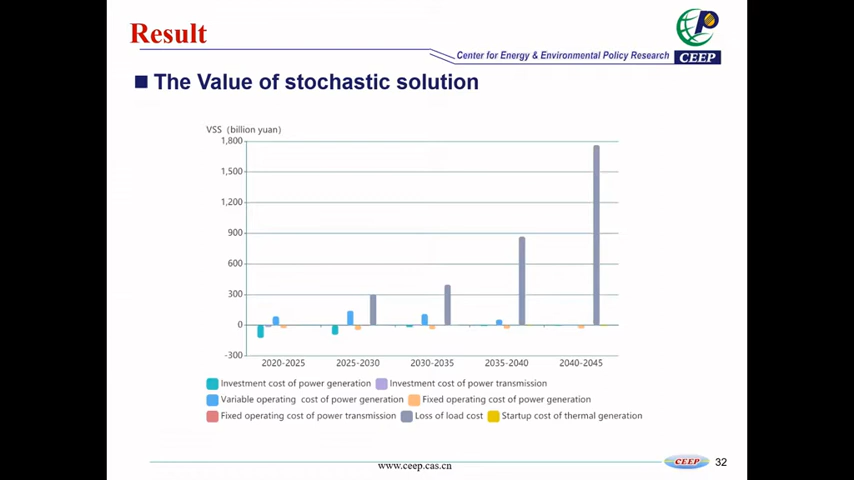 Result
Center for Energy & Environmental Policy Research
CEEP
The Value of stochastic solution
VSS (billion yuan)
1,800
1,500
1,200
900
600
300
0
-300
2020-2025 2025-2030 2030-2035 2035-2040 2040-2045
Investment cost of power generation Investment cost of power transmission
Variable operating cost of power generation Fixed operating cost of power generation
Fixed operating cost of power transmission Loss of load cost Startup cost of thermal generation
www.ceep.cas.cn
CEEP
32